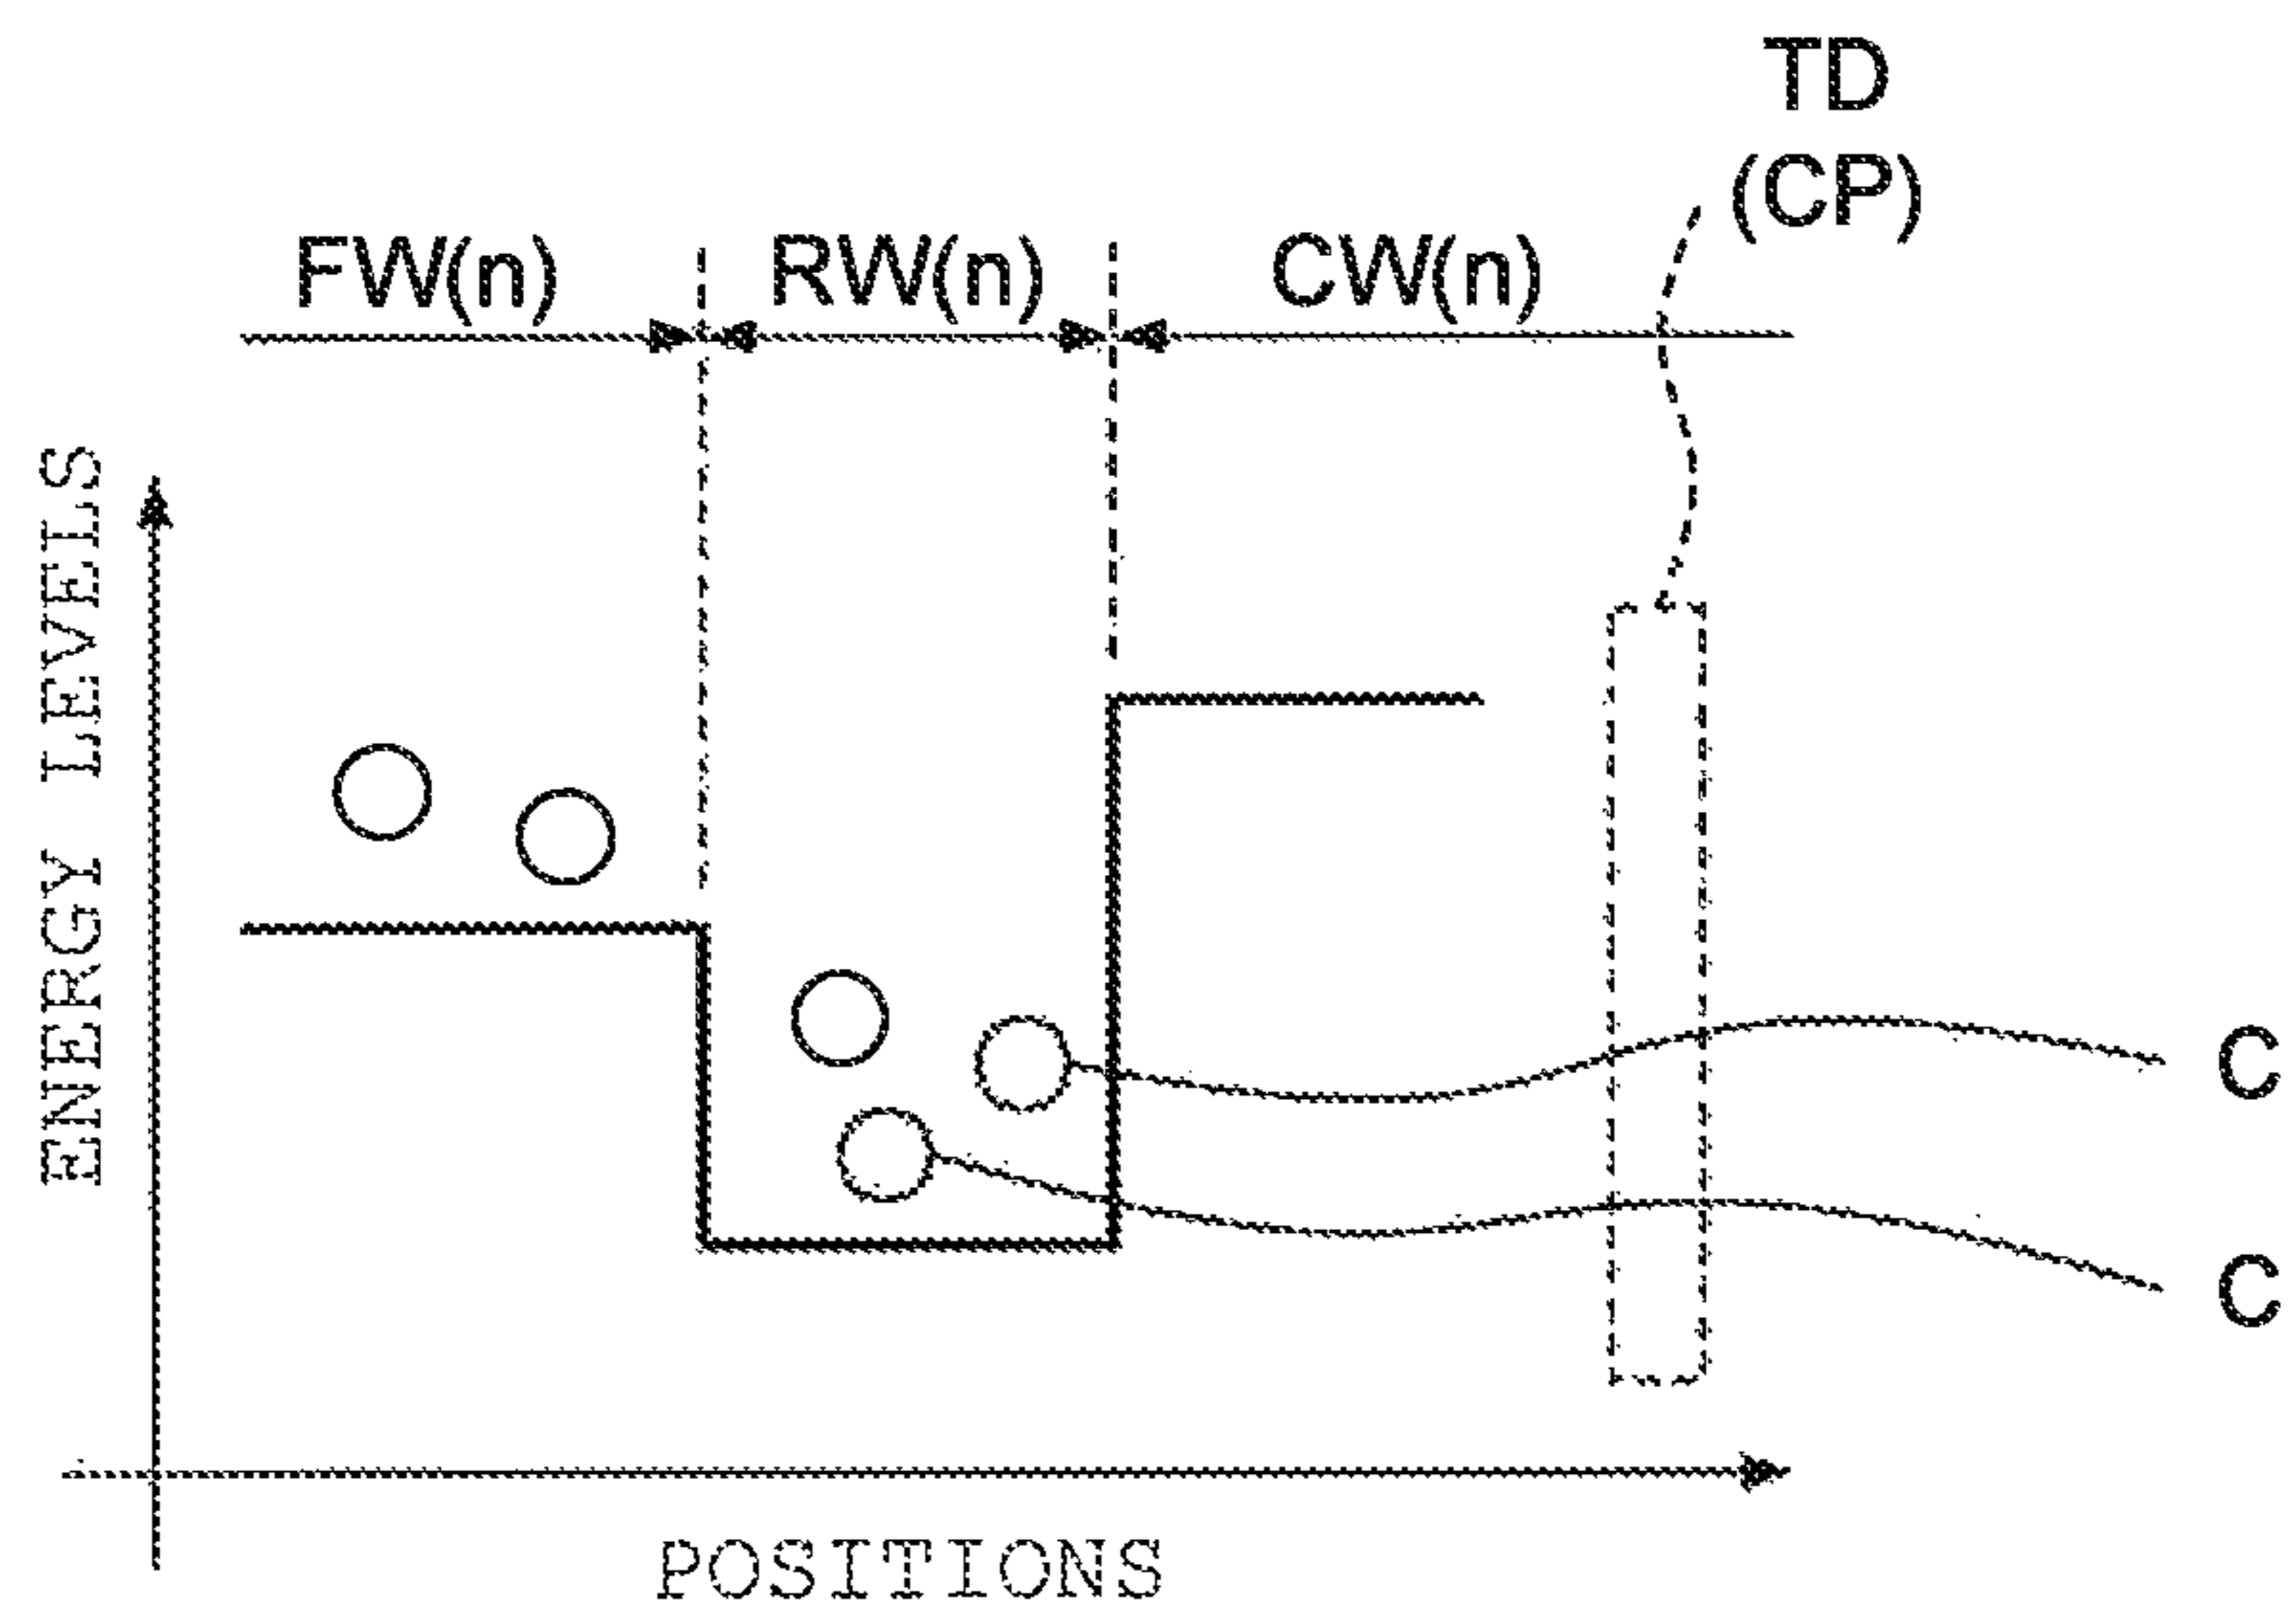 TD
(CP)
FW(n) RW(n) CW(n)
ENERGY LEVELS
C
C
POSITIONS